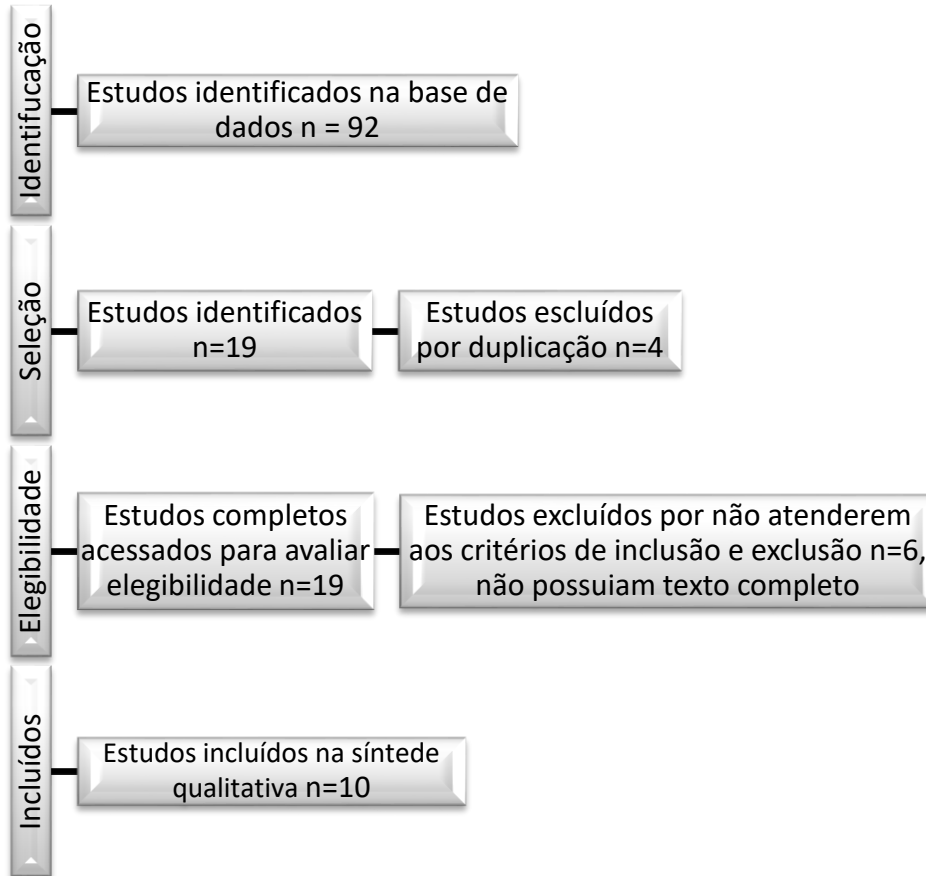 Identifucação
Estudos identificados na base de
dados n = 92
Seleção
Estudos identificados
n=19
Estudos escluídos
por duplicação n=4
Elegibilidade
Estudos completos
acessados para avaliar
elegibilidade n=19
Estudos excluídos por não atenderem
aos critérios de inclusão e exclusão n=6,
não possuiam texto completo
Incluídos
Estudos incluídos na síntede
qualitativa n=10